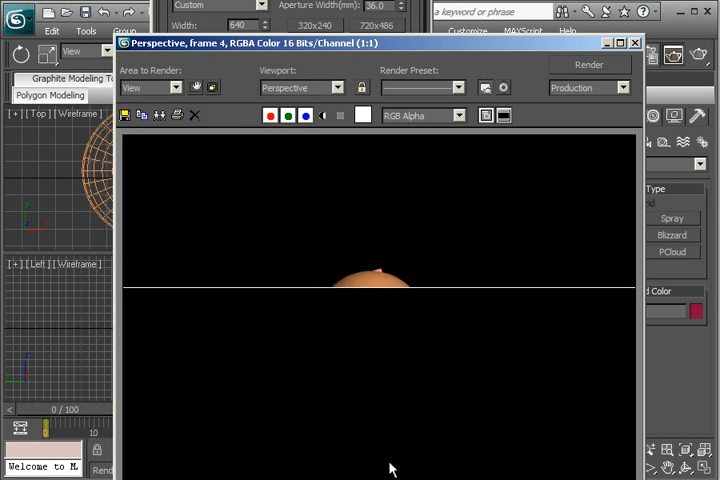 Custom
Aperture Width(mm): 36.0
Width: 640 320x240 720x486
a keyword or phrase
Edit Tools Group
Customize MAXScript
View
Graphite Modeling To
Polygon Modeling
Perspective, frame 4, RGBA Color 16 Bits/Channel (1:1)
Area to Render: Viewport: Render Preset: Render
View Perspective -------------------- Production
RGB Alpha
[ + ] [ Top ] [ Wireframe ]
[ + ] [ Left ] [ Wireframe ]
Type
Spray
Blizzard
PCloud
d Color
0 / 100
10
Welcome to M
Rend